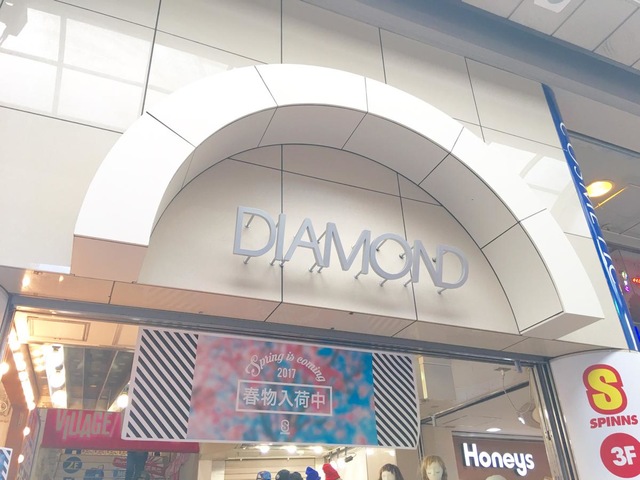 DIAMOND
Spring is coming
2017
春物入荷中
S
VILLAGE/
Honeys
S
SPINNS
3F